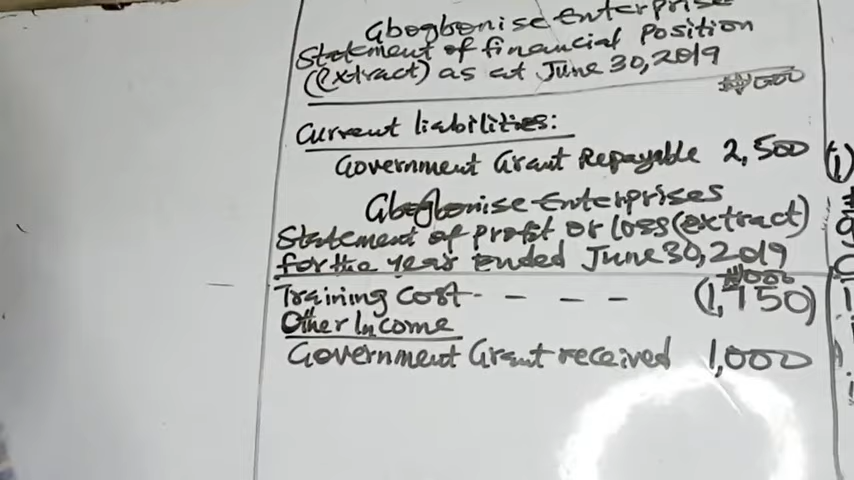 Gbogbonise Enterprise
Statement of financial Position
(Extract) as at June 30, 2019
₦000
Current liabilities:
Government Grant Repayable 2,500
Gbogbonise Enterprises
Statement of profit or loss (extract)
for the year ended June 30, 2019
₦000
Training Cost - - - - (1,750)
Other Income
Government Grant received 1,000